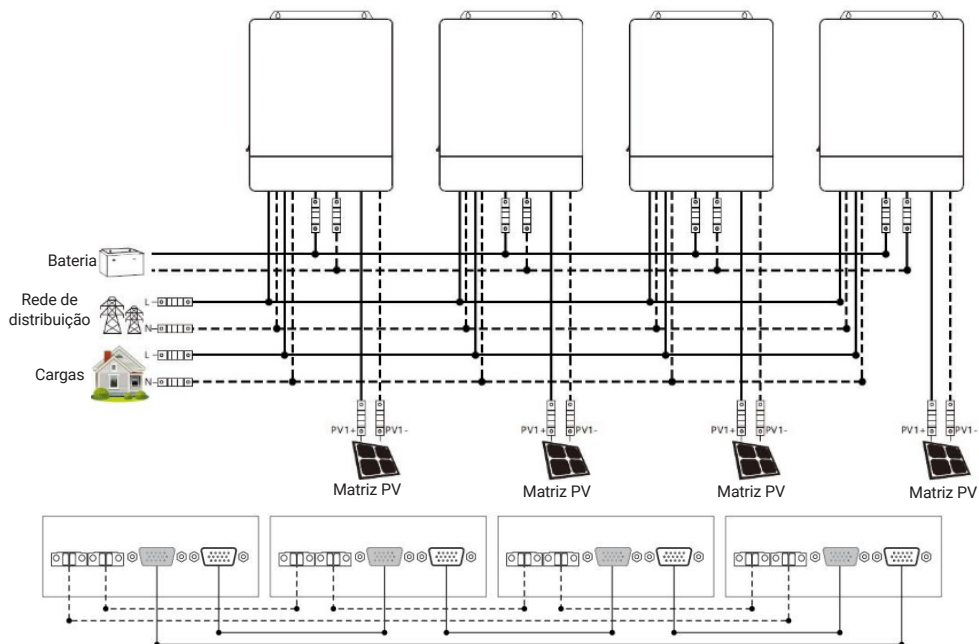 Bateria
Rede de
distribuição
L
N
L
Cargas
N
PV1+ PV1-
PV1+ PV1-
PV1+ PV1-
PV1+ PV1-
Matriz PV
Matriz PV
Matriz PV
Matriz PV